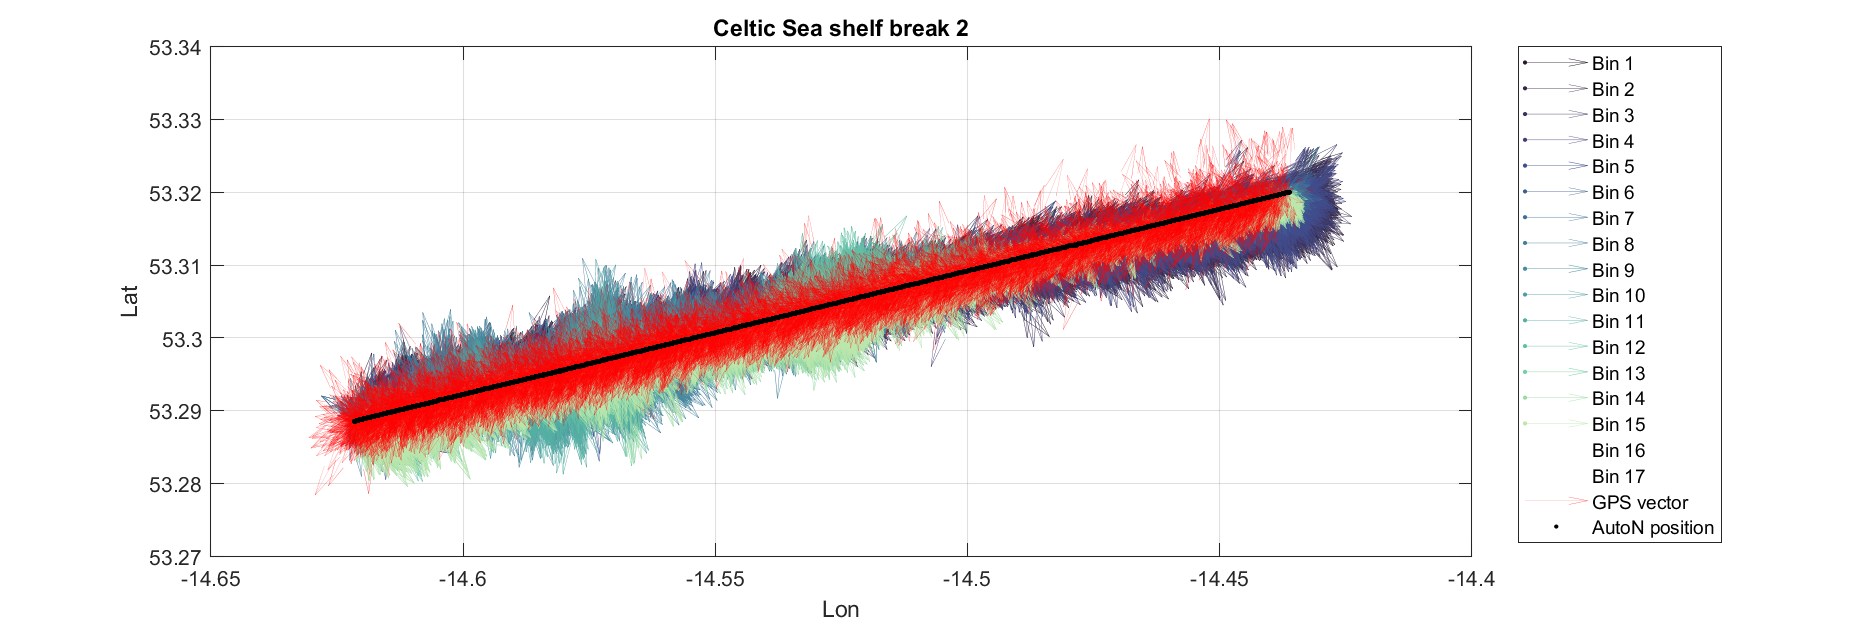 Celtic Sea shelf break 2
53.34
53.33
53.32
53.31
53.3
53.29
53.28
53.27
Lat
-14.65 -14.6 -14.55 -14.5 -14.45 -14.4
Lon
Bin 1
Bin 2
Bin 3
Bin 4
Bin 5
Bin 6
Bin 7
Bin 8
Bin 9
Bin 10
Bin 11
Bin 12
Bin 13
Bin 14
Bin 15
Bin 16
Bin 17
GPS vector
AutoN position